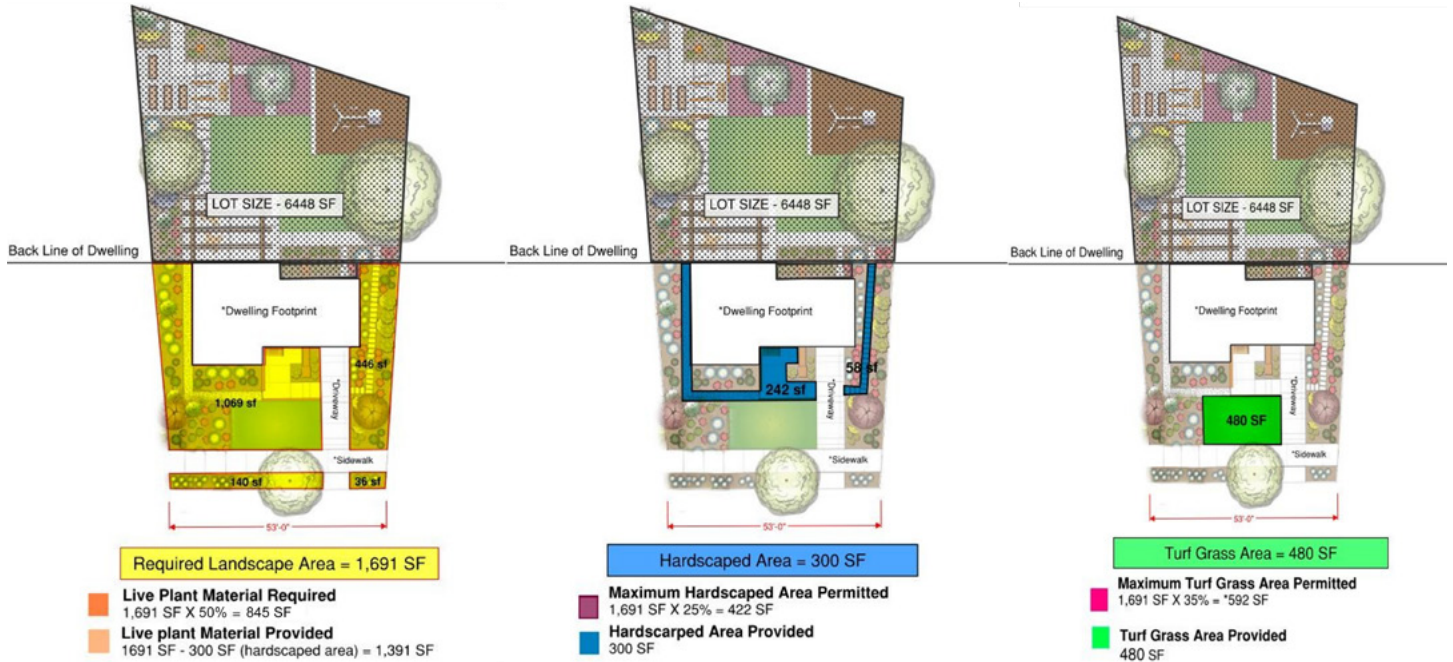 LOT SIZE - 6448 SF
Back Line of Dwelling
*Dwelling Footprint
446 sf
1,069 sf
*Driveway
*Sidewalk
140 sf
36 sf
53'-0"
Required Landscape Area = 1,691 SF
Live Plant Material Required
1,691 SF X 50% = 845 SF
Live plant Material Provided
1691 SF - 300 SF (hardscaped area) = 1,391 SF
LOT SIZE - 6448 SF
Back Line of Dwelling
*Dwelling Footprint
58 sf
242 sf
*Driveway
*Sidewalk
53'-0"
Hardscaped Area = 300 SF
Maximum Hardscaped Area Permitted
1,691 SF X 25% = 422 SF
Hardscarped Area Provided
300 SF
LOT SIZE - 6448 SF
Back Line of Dwelling
*Dwelling Footprint
*Driveway
480 SF
*Sidewalk
53'-0"
Turf Grass Area = 480 SF
Maximum Turf Grass Area Permitted
1,691 SF X 35% = *592 SF
Turf Grass Area Provided
480 SF